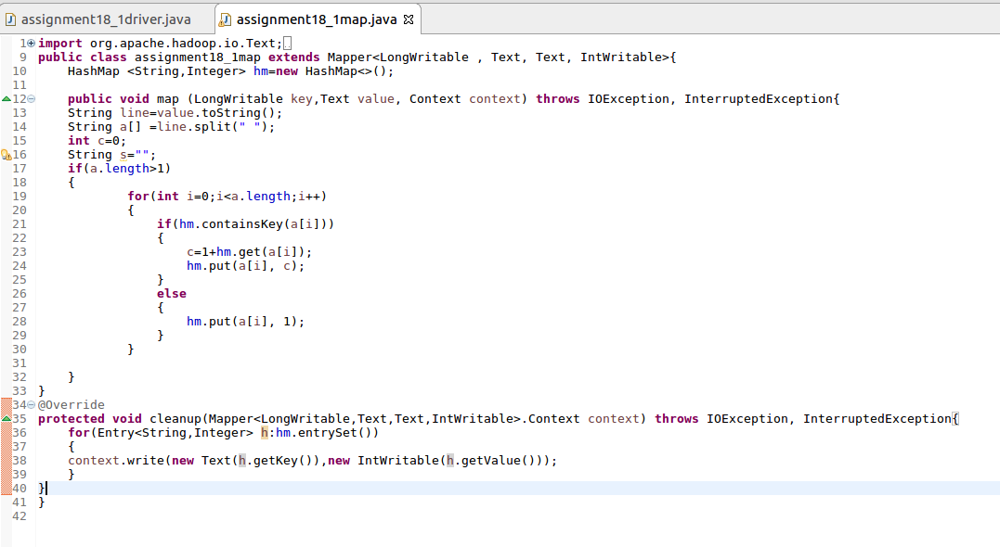 assignment18_1driver.java
assignment18_1map.java
1 import org.apache.hadoop.io.Text;
9 public class assignment18_1map extends Mapper<LongWritable , Text, Text, IntWritable>{
10     HashMap <String,Integer> hm=new HashMap<>();
11
12     public void map (LongWritable key,Text value, Context context) throws IOException, InterruptedException{
13     String line=value.toString();
14     String a[] =line.split(" ");
15     int c=0;
16     String s="";
17     if(a.length>1)
18     {
19             for(int i=0;i<a.length;i++)
20             {
21                 if(hm.containsKey(a[i]))
22                 {
23                     c=1+hm.get(a[i]);
24                     hm.put(a[i], c);
25                 }
26                 else
27                 {
28                     hm.put(a[i], 1);
29                 }
30             }
31
32     }
33 }
34 @Override
35 protected void cleanup(Mapper<LongWritable,Text,Text,IntWritable>.Context context) throws IOException, InterruptedException{
36     for(Entry<String,Integer> h:hm.entrySet())
37     {
38     context.write(new Text(h.getKey()),new IntWritable(h.getValue()));
39     }
40 }
41 }
42